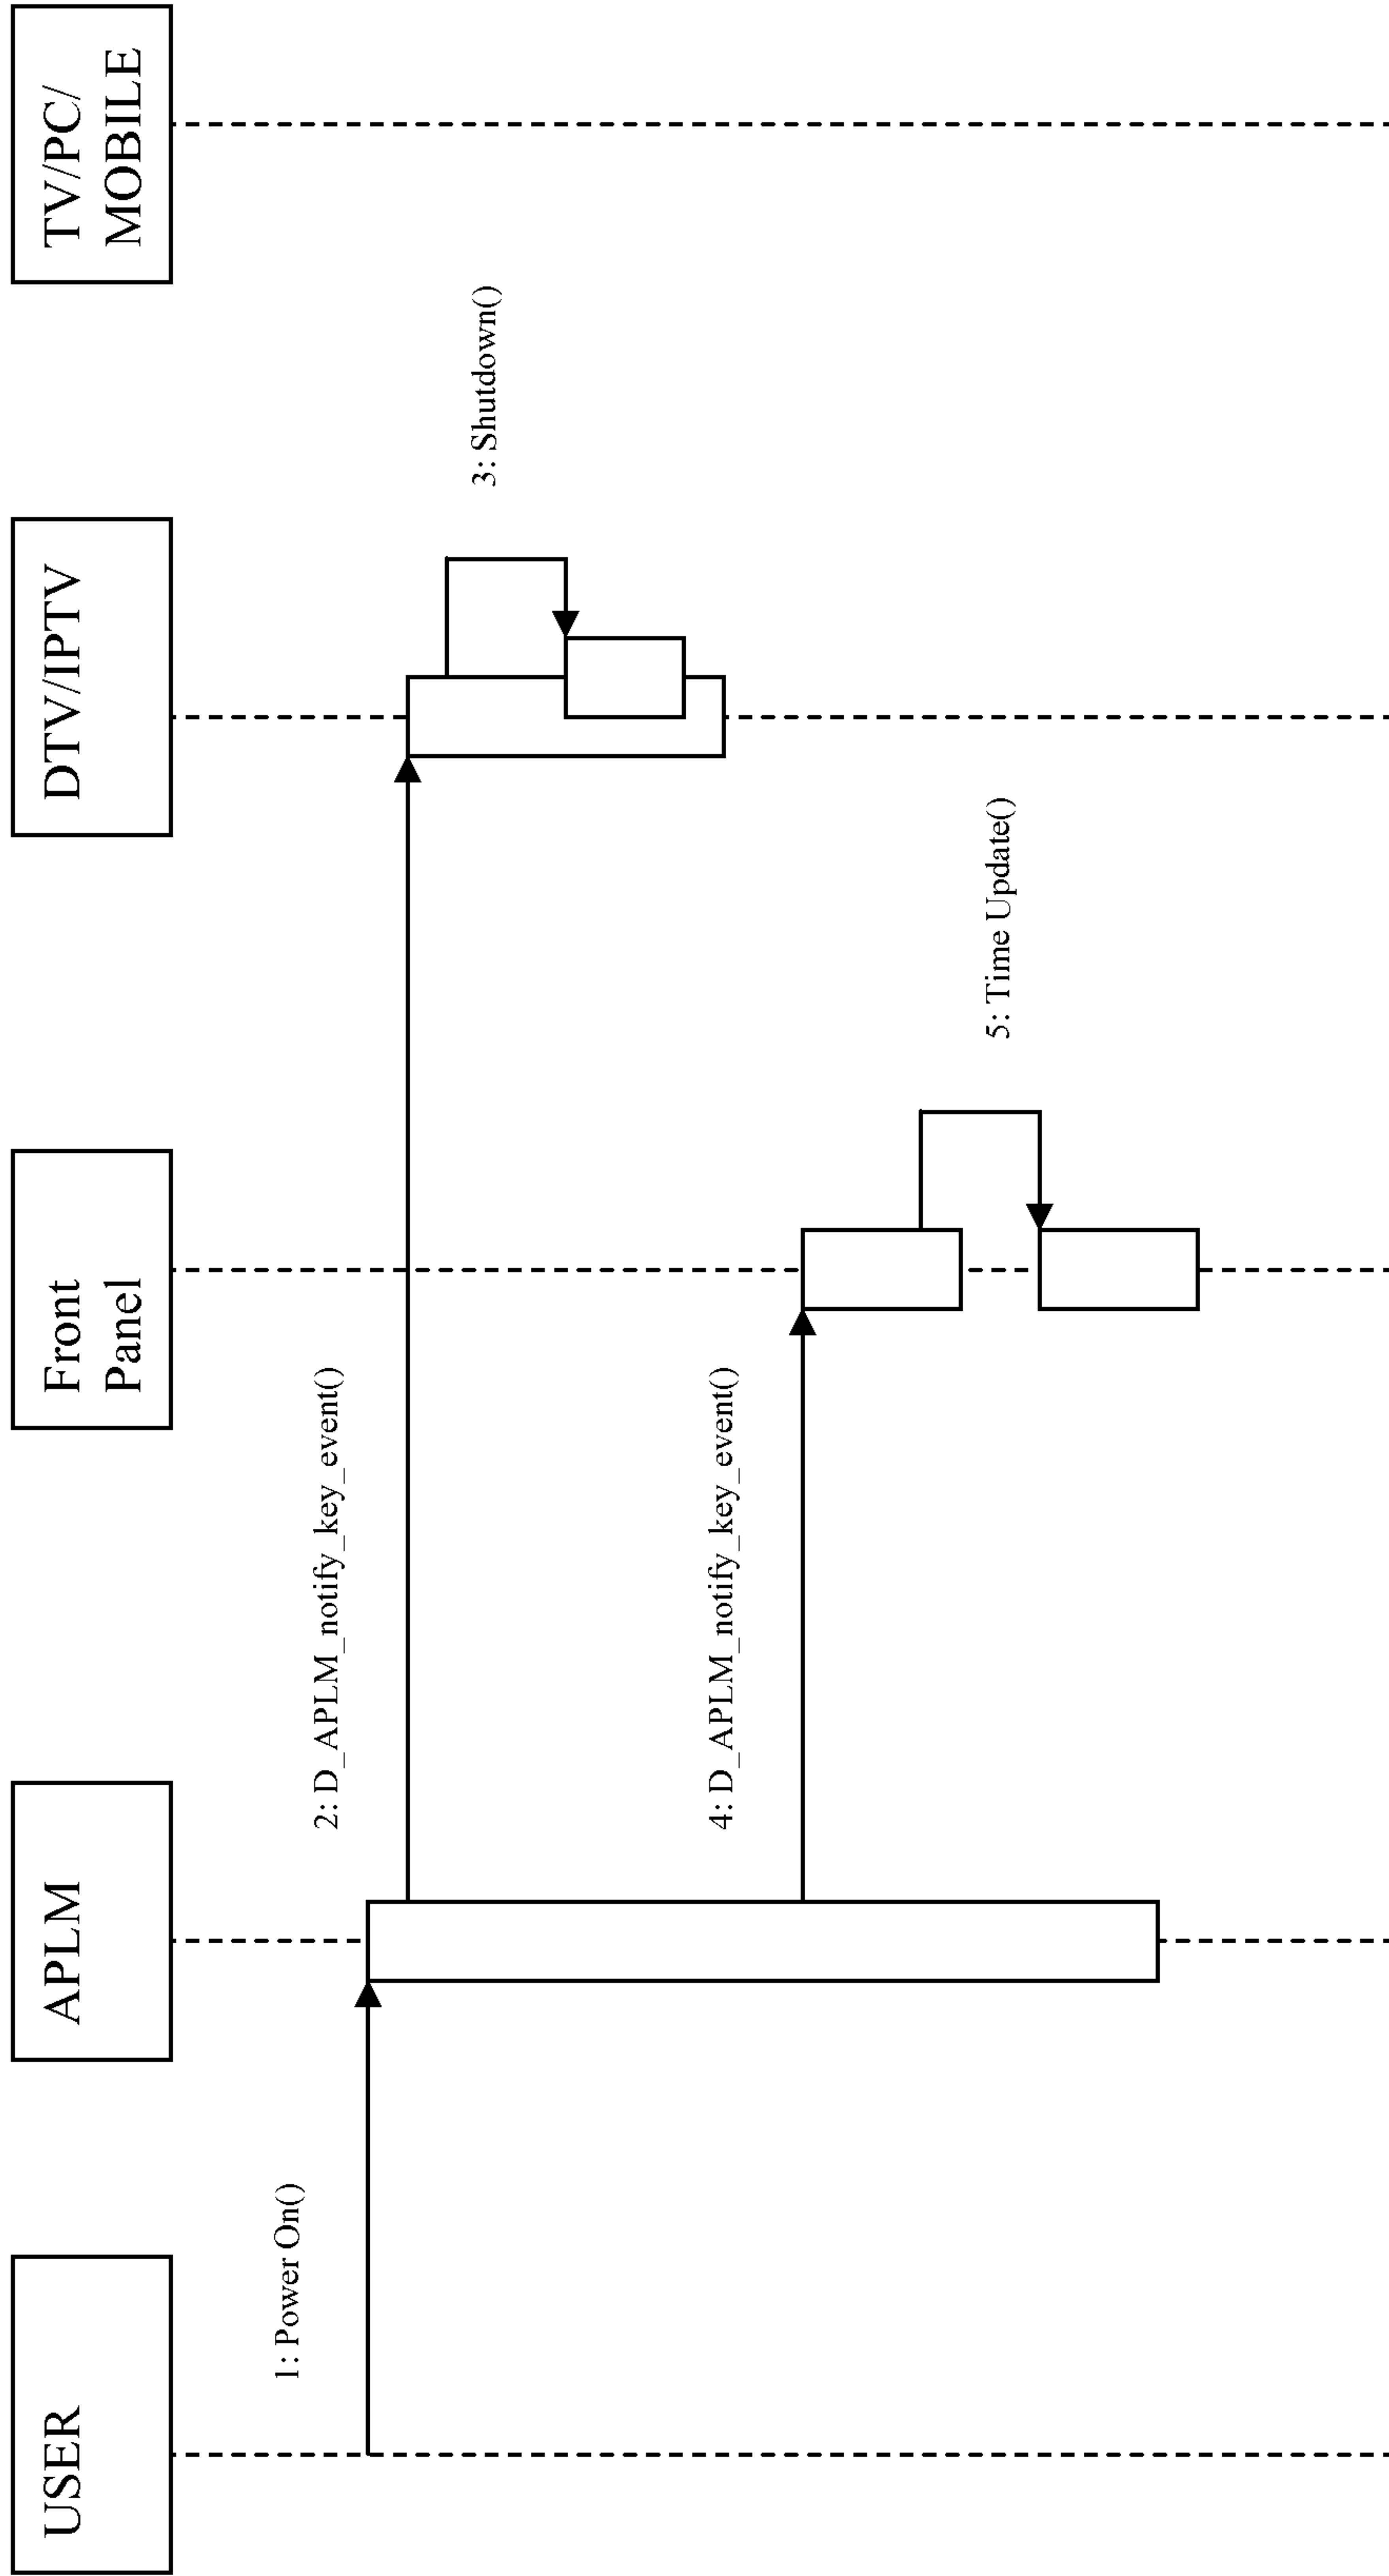 USER
APLM
Front
Panel
DTV/IPTV
TV/PC/
MOBILE
1: Power On()
2: D_APLM_notify_key_event()
3: Shutdown()
4: D_APLM_notify_key_event()
5: Time Update()